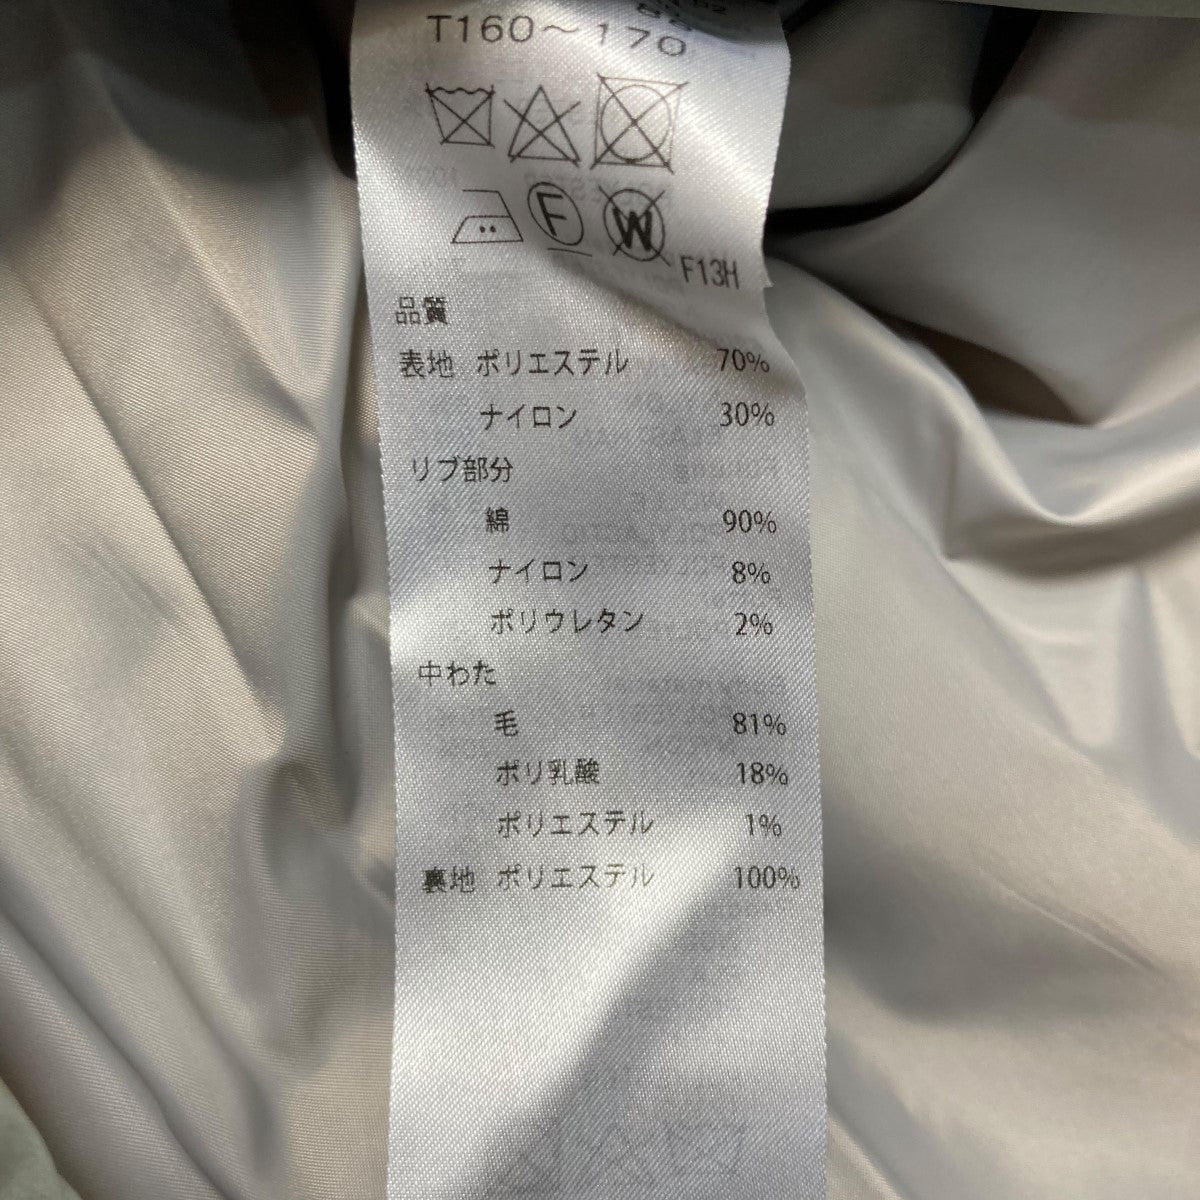 T160～170
F
W
F13H
品質
表地 ポリエステル 70%
ナイロン 30%
リブ部分
綿 90%
ナイロン 8%
ポリウレタン 2%
中わた
毛 81%
ポリ乳酸 18%
ポリエステル 1%
裏地 ポリエステル 100%